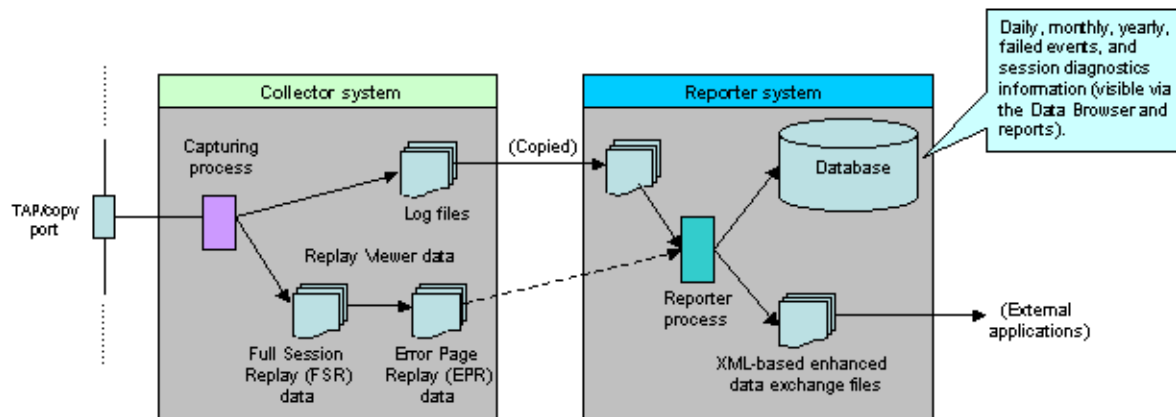 Daily, monthly, yearly,
failed events, and
session diagnostics
information (visible via
the Data Browser and
reports).
Collector system
Reporter system
Capturing
process
(Copied)
Database
TAP/copy
port
Log files
Replay Viewer data
Reporter
process
(External
applications)
Full Session
Replay (FSR)
data
Error Page
Replay (EPR)
data
XML-based enhanced
data exchange files